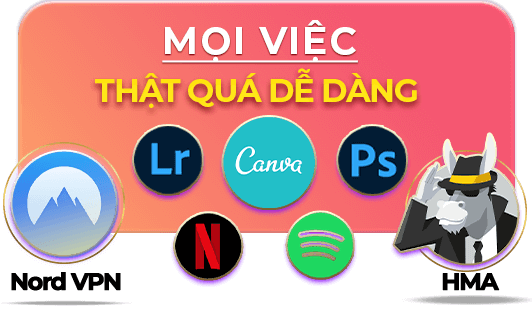 MỌI VIỆC
THẬT QUÁ DỄ DÀNG
Lr
Canva
Ps
N
Nord VPN
HMA